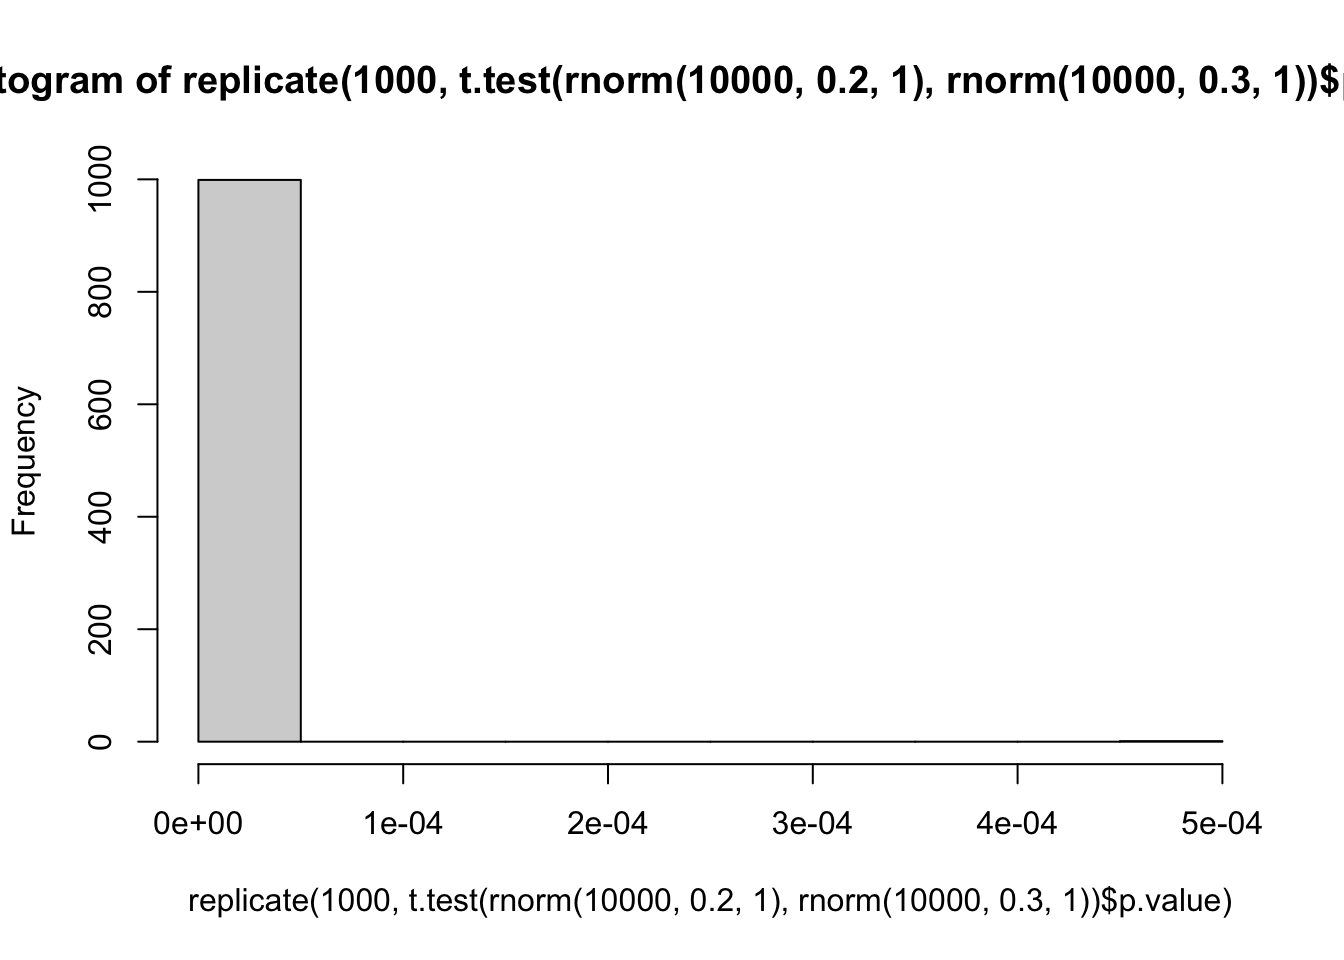 togram of replicate(1000, t.test(rnorm(10000, 0.2, 1), rnorm(10000, 0.3, 1))$p
1000
800
600
400
200
0
Frequency
0e+00 1e-04 2e-04 3e-04 4e-04 5e-04
replicate(1000, t.test(rnorm(10000, 0.2, 1), rnorm(10000, 0.3, 1))$p.value)